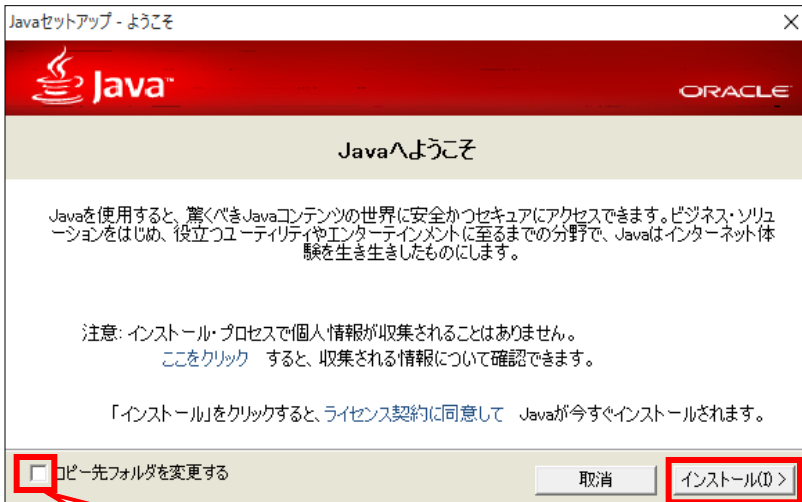 Javaセットアップ - ようこそ
Java™
ORACLE
Javaへようこそ
Javaを使用すると、驚くべきJavaコンテンツの世界に安全かつセキュアにアクセスできます。ビジネス・ソリュ
ーションをはじめ、役立つユーティリティやエンターテインメントに至るまでの分野で、Javaはインターネット体
験を生き生きしたものにします。
注意: インストール・プロセスで個人情報が収集されることはありません。
ここをクリック すると、収集される情報について確認できます。
「インストール」をクリックすると、ライセンス契約に同意して Javaが今すぐインストールされます。
コピー先フォルダを変更する
取消
インストール(I) >